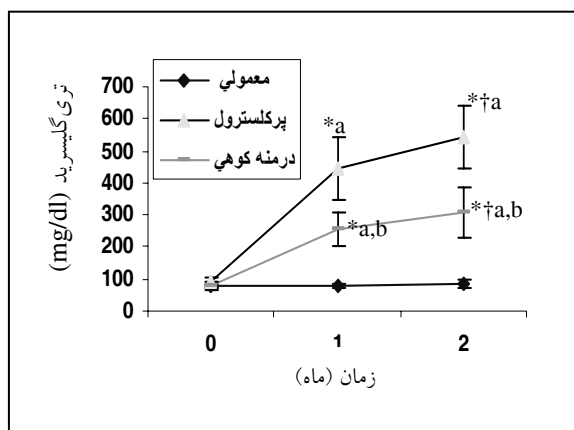 تری گلیسرید (mg/dl)
700
600
500
400
300
200
100
0
معمولي
پركلسترول
درمنه كوهي
*a
*†a
*a,b
*†a,b
0 1 2
زمان (ماه)